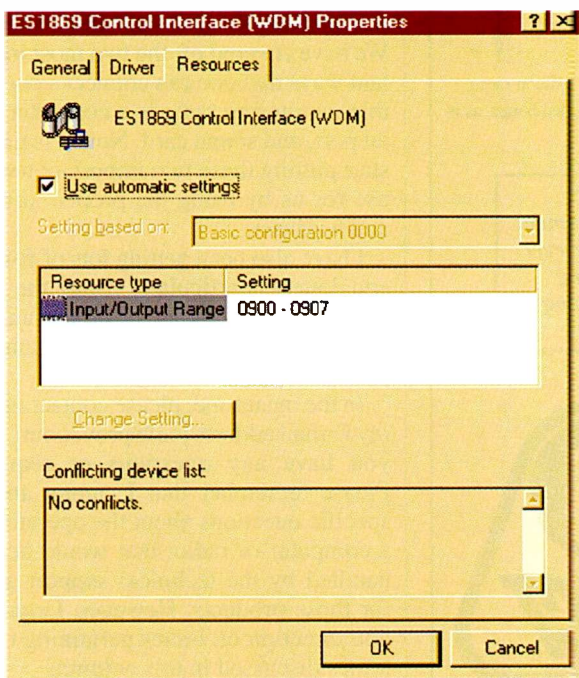 ES1869 Control Interface (WDM) Properties
General Driver Resources
ES1869 Control Interface (WDM)
Use automatic settings
Setting based on: Basic configuration 0000
Resource type Setting
Input/Output Range 0900 - 0907
Change Setting...
Conflicting device list:
No conflicts.
OK Cancel